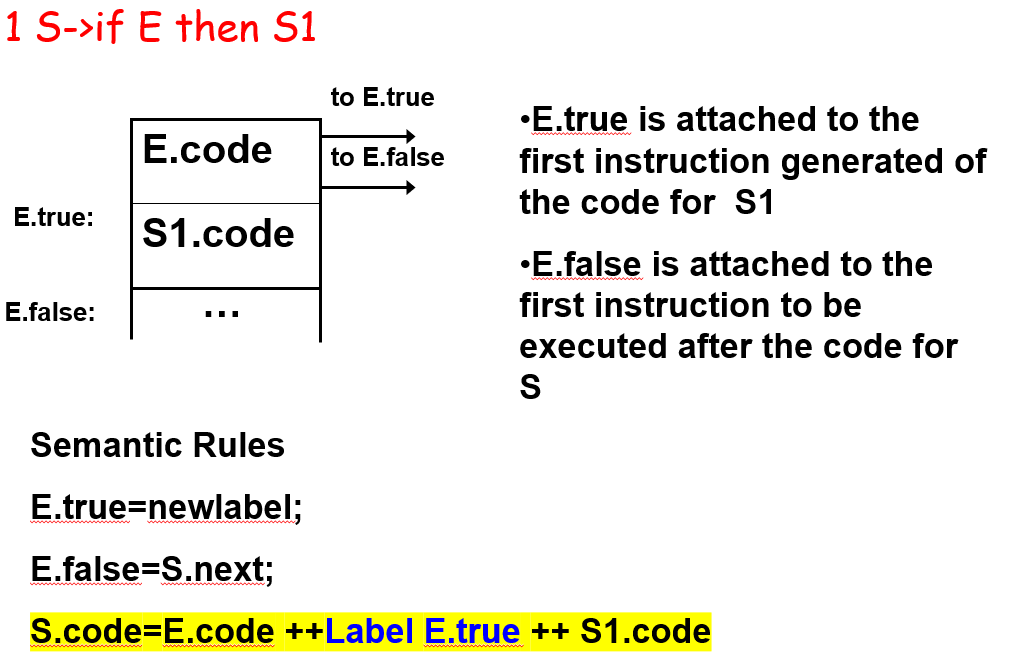 1 S->if E then S1
to E.true
E.code
to E.false
E.true:
S1.code
E.false:
...
•E.true is attached to the
first instruction generated of
the code for S1
•E.false is attached to the
first instruction to be
executed after the code for
S
Semantic Rules
E.true=newlabel;
E.false=S.next;
S.code=E.code ++Label E.true ++ S1.code